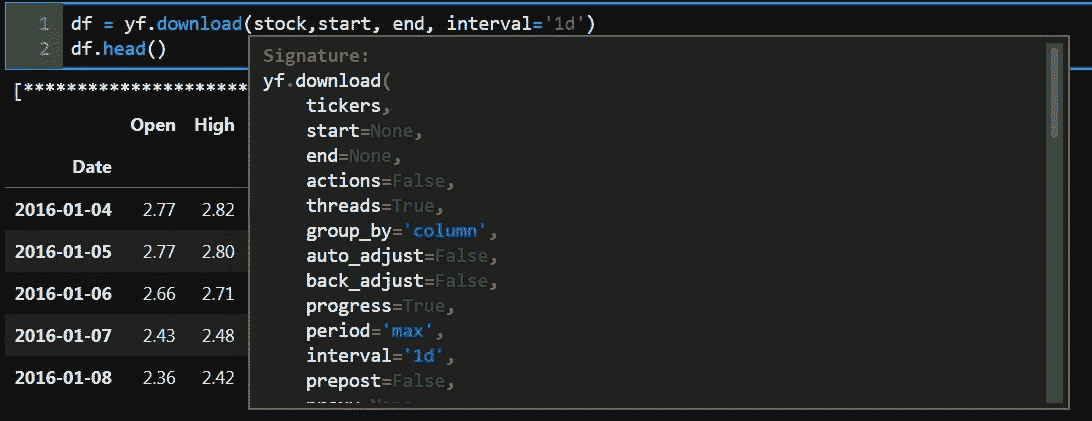 1 df = yf.download(stock,start, end, interval='1d')
2 df.head()
[*********************
Open High
Date
2016-01-04 2.77 2.82
2016-01-05 2.77 2.80
2016-01-06 2.66 2.71
2016-01-07 2.43 2.48
2016-01-08 2.36 2.42
Signature:
yf.download(
tickers,
start=None,
end=None,
actions=False,
threads=True,
group_by='column',
auto_adjust=False,
back_adjust=False,
progress=True,
period='max',
interval='1d',
prepost=False,